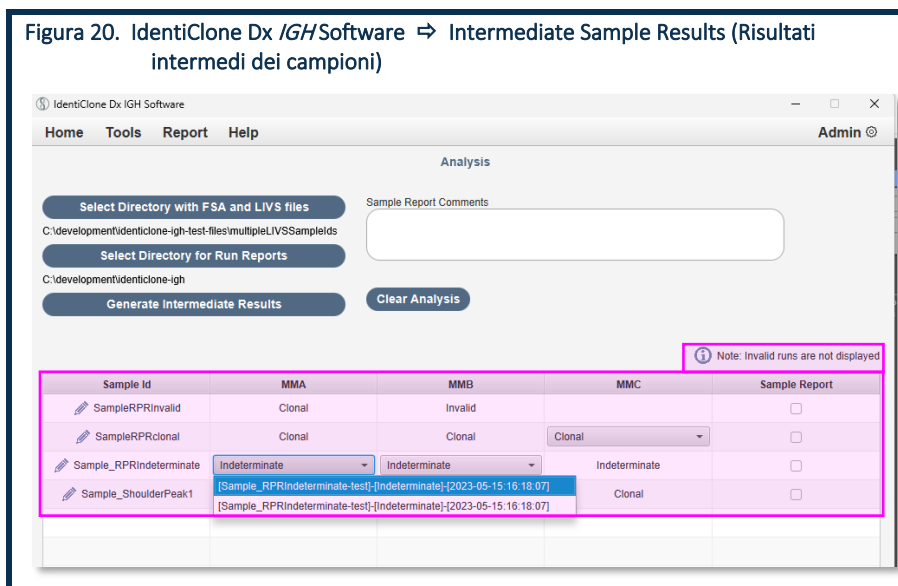 Figura 20. IdentiClone Dx IGH Software ⇨ Intermediate Sample Results (Risultati
intermedi dei campioni)
IdentiClone Dx IGH Software
Home Tools Report Help Admin
Analysis
Select Directory with FSA and LIVS files
C:\development\identiclone-igh-test-files\multipleLIVSSampleIds
Select Directory for Run Reports
C:\development\identiclone-igh
Generate Intermediate Results
Sample Report Comments
Clear Analysis
Note: Invalid runs are not displayed
Sample Id MMA MMB MMC Sample Report
SampleRPRInvalid Clonal Invalid
SampleRPRclonal Clonal Clonal Clonal
Sample_RPRIndeterminate Indeterminate Indeterminate Indeterminate
[Sample_RPRIndeterminate-test]-[Indeterminate]-[2023-05-15:16:18:07]
Sample_ShoulderPeak1 Clonal
[Sample_RPRIndeterminate-test]-[Indeterminate]-[2023-05-15:16:18:07]